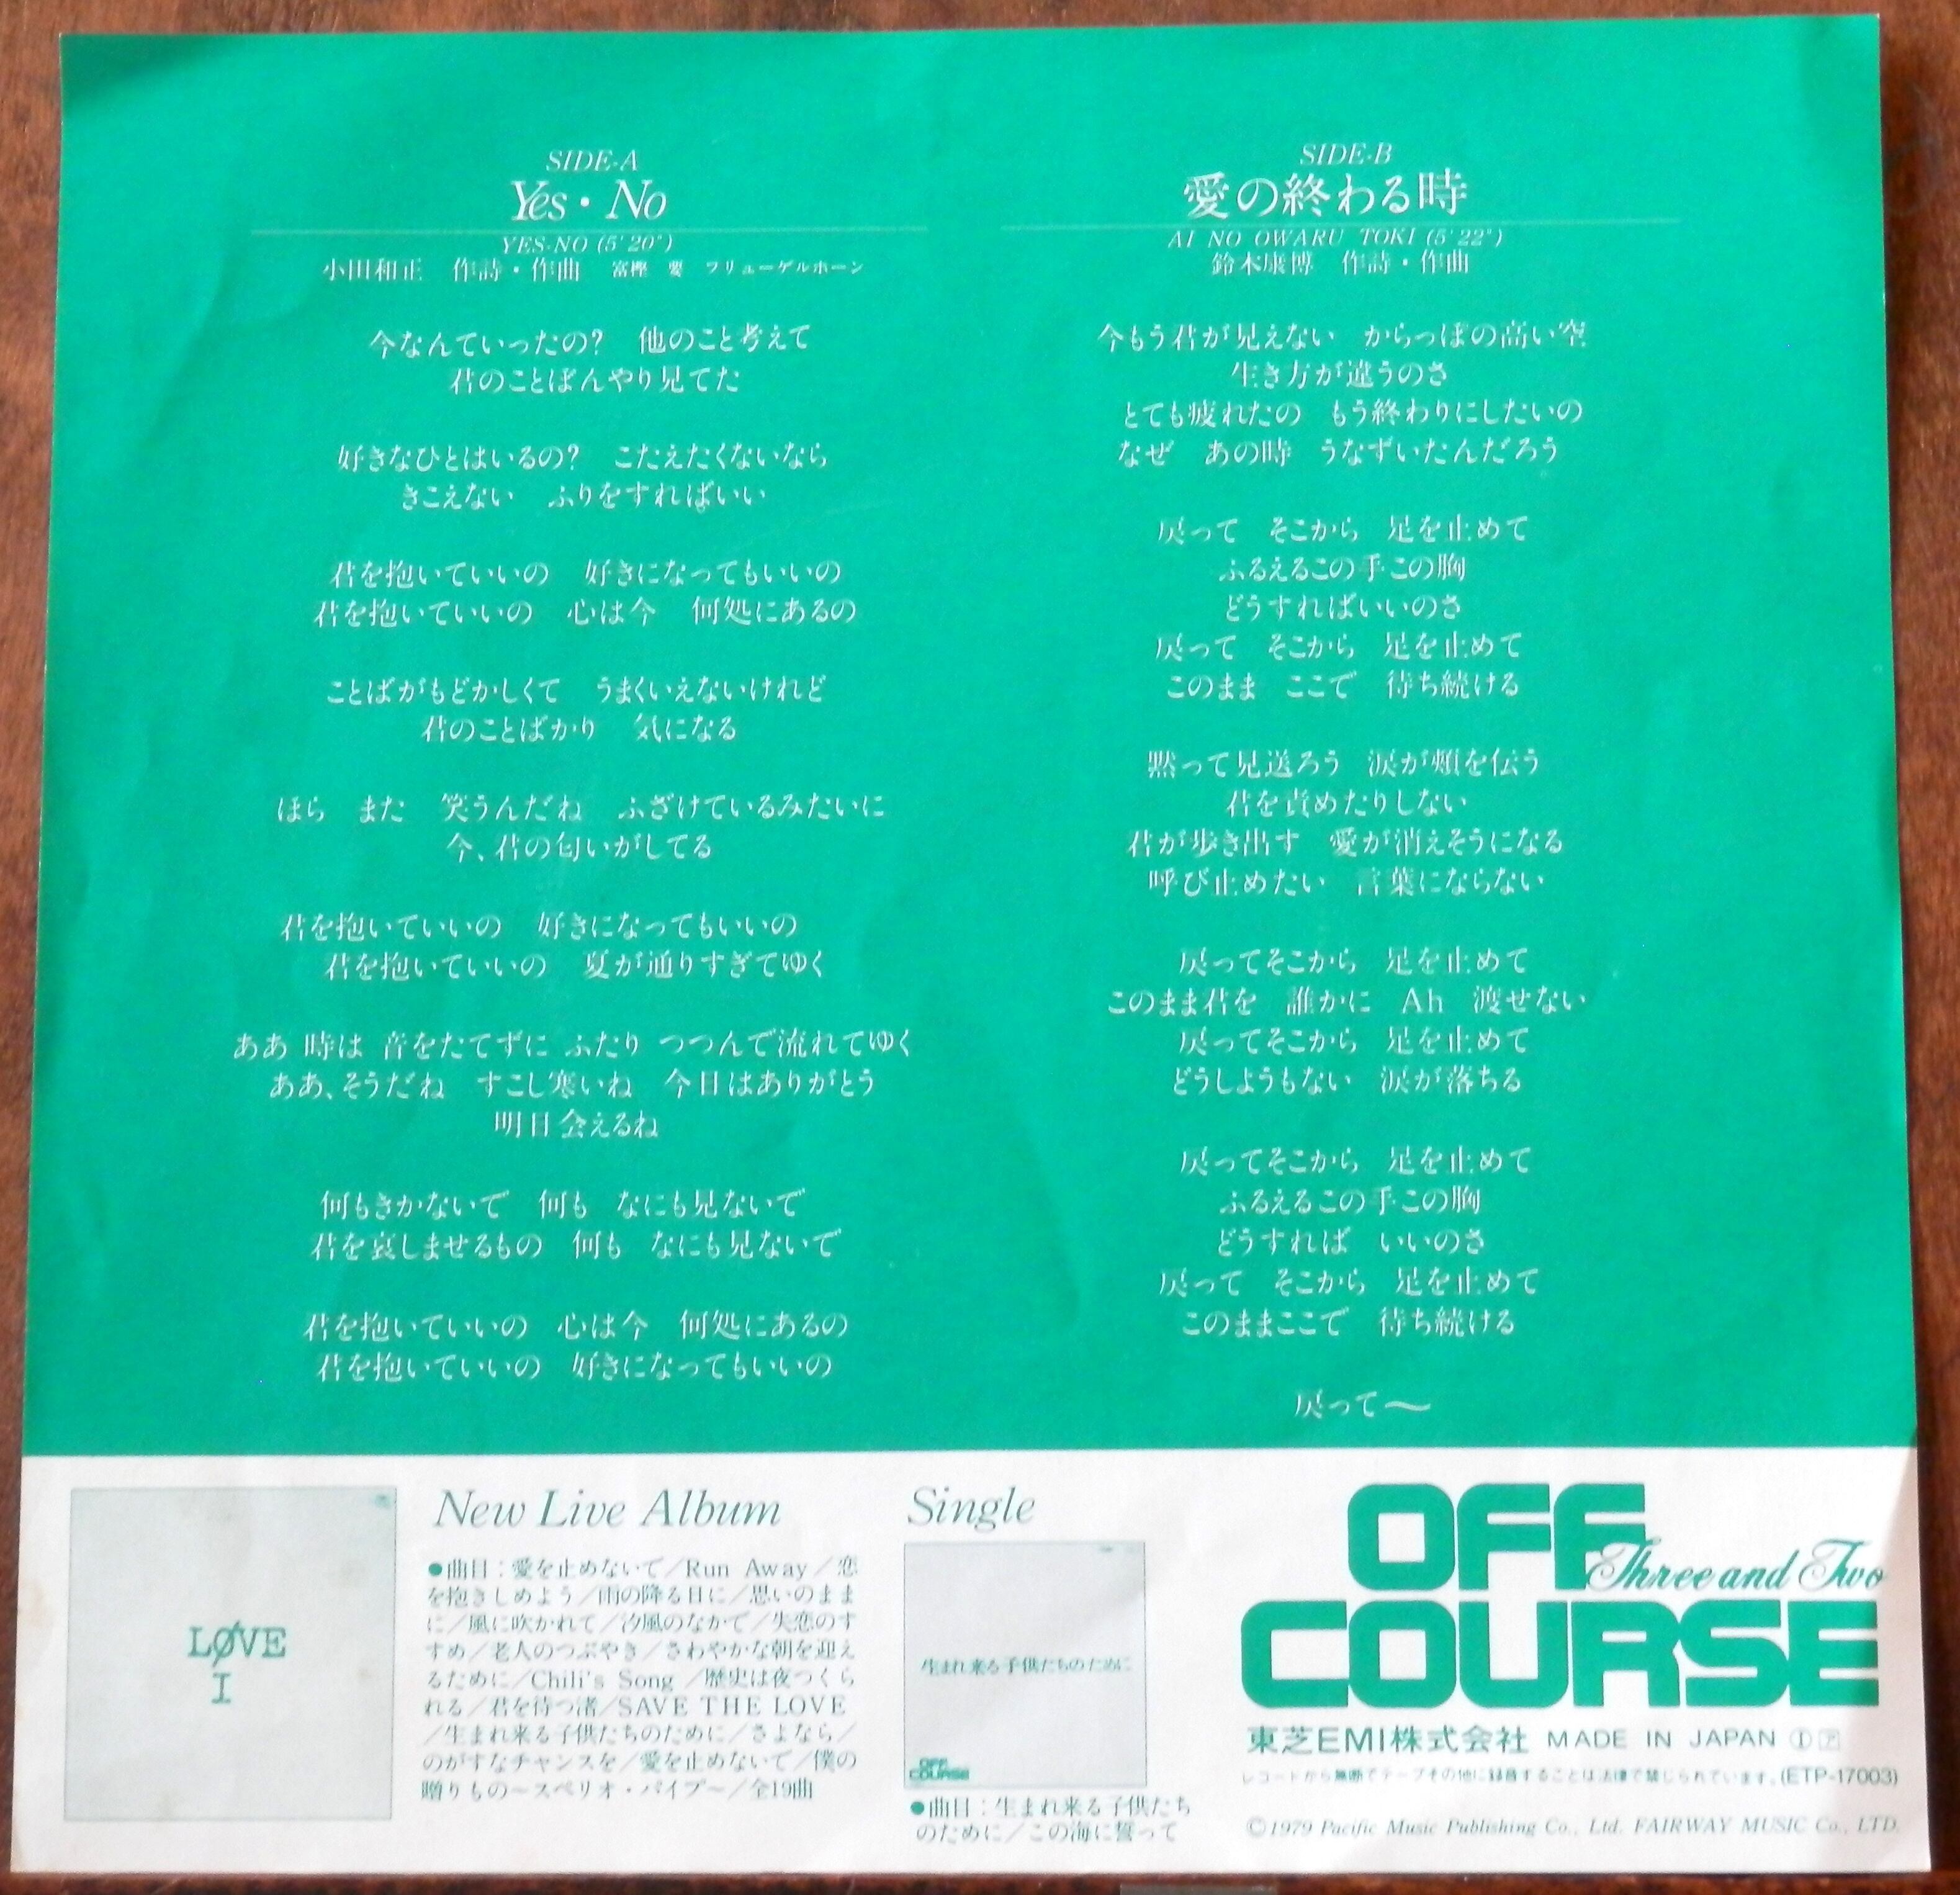 SIDE-A
Yes・No
YES-NO (5'20")
小田和正　作詩・作曲　富樫 要　フリューゲルホーン
今なんていったの?　他のこと考えて
君のことぼんやり見てた
好きなひとはいるの?　こたえたくないなら
きこえない　ふりをすればいい
君を抱いていいの　好きになってもいいの
君を抱いていいの　心は今　何処にあるの
ことばがもどかしくて　うまくいえないけれど
君のことばかり　気になる
ほら　また　笑うんだね　ふざけているみたいに
今、君の匂いがしてる
君を抱いていいの　好きになってもいいの
君を抱いていいの　夏が通りすぎてゆく
ああ 時は 音をたてずに ふたり つつんで流れてゆく
ああ、そうだね　すこし寒いね　今日はありがとう
明日会えるね
何もきかないで　何も　なにも見ないで
君を哀しませるもの　何も　なにも見ないで
君を抱いていいの　心は今　何処にあるの
君を抱いていいの　好きになってもいいの
SIDE-B
愛の終わる時
AI NO OWARU TOKI (5'22")
鈴木康博　作詩・作曲
今もう君が見えない　からっぽの高い空
生き方が違うのさ
とても疲れたの　もう終わりにしたいの
なぜ　あの時　うなずいたんだろう
戻って　そこから　足を止めて
ふるえるこの手この胸
どうすればいいのさ
戻って　そこから　足を止めて
このまま　ここで　待ち続ける
黙って見送ろう　涙が頬を伝う
君を責めたりしない
君が歩き出す　愛が消えそうになる
呼び止めたい　言葉にならない
戻ってそこから　足を止めて
このまま君を　誰かに　Ah　渡せない
戻ってそこから　足を止めて
どうしようもない　涙が落ちる
戻ってそこから　足を止めて
ふるえるこの手この胸
どうすれば　いいのさ
戻って　そこから　足を止めて
このままここで　待ち続ける
戻って〜
LOVE
I
New Live Album
●曲目：愛を止めないで／Run Away／恋
を抱きしめよう／雨の降る日に／思いのまま
に／風に吹かれて／汐風のなかで／失恋のす
すめ／老人のつぶやき／さわやかな朝を迎え
るために／Chili's Song／歴史は夜つくら
れる／君を待つ渚／SAVE THE LOVE
／生まれ来る子供たちのために／さよなら／
のがすなチャンスを／愛を止めないで／僕の
贈りもの〜スペリオ・パイプ〜／全19曲
Single
生まれ来る子供たちのために
OFF
COURSE
●曲目：生まれ来る子供たち
のために／この海に誓って
OFF
Three and Two
COURSE
東芝EMI株式会社 MADE IN JAPAN Ⓘ ア
レコードから無断でテープその他に録音することは法律で禁じられています。(ETP-17003)
©1979 Pacific Music Publishing Co., Ltd. FAIRWAY MUSIC Co., LTD.